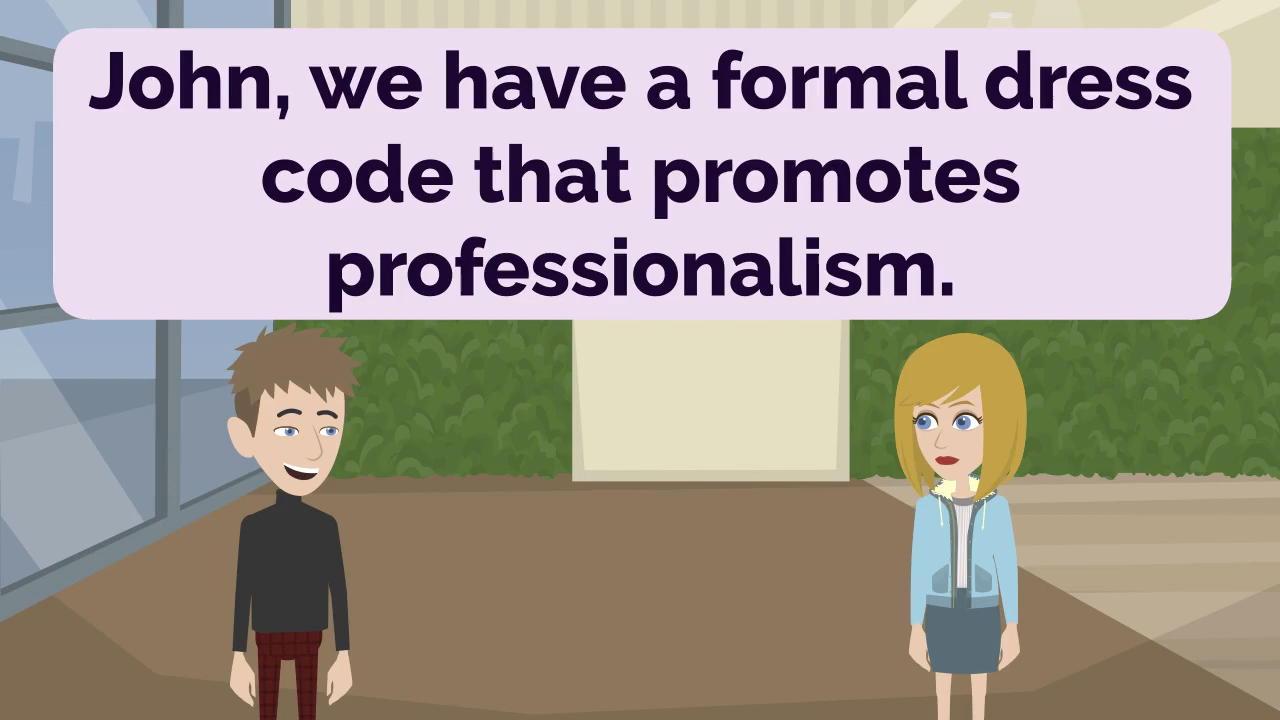 John, we have a formal dress
code that promotes
professionalism.